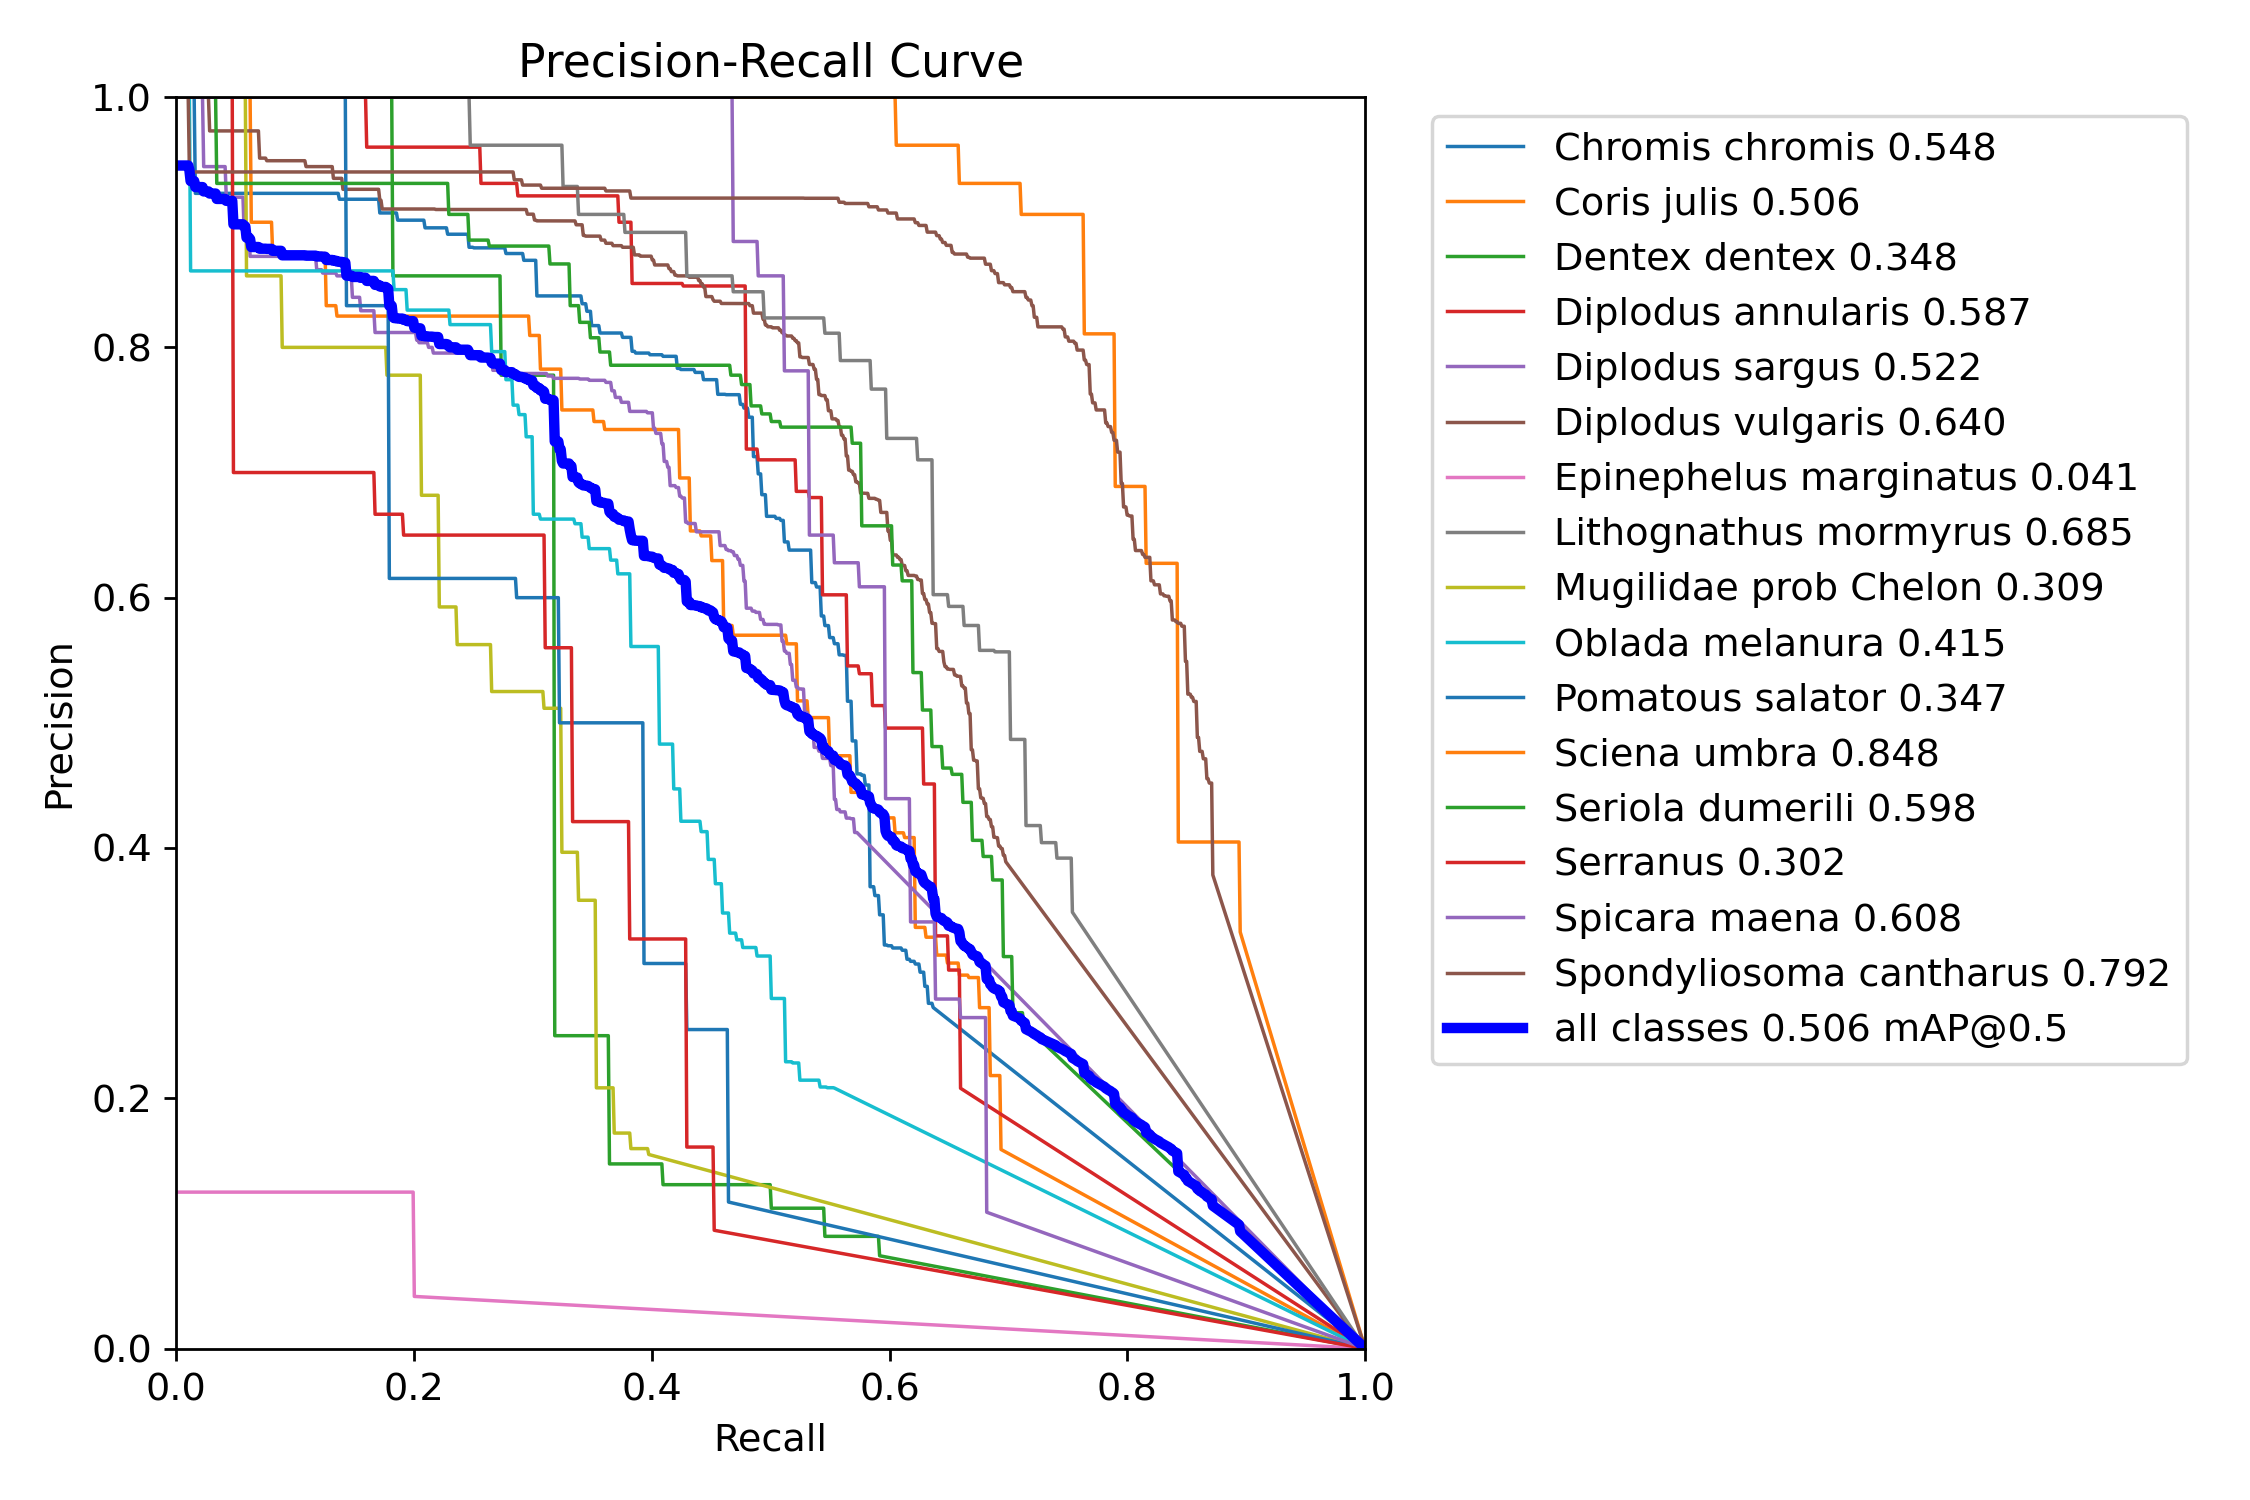 Precision-Recall Curve
1.0
0.8
0.6
0.4
0.2
0.0
Precision
0.0 0.2 0.4 0.6 0.8 1.0
Recall
Chromis chromis 0.548
Coris julis 0.506
Dentex dentex 0.348
Diplodus annularis 0.587
Diplodus sargus 0.522
Diplodus vulgaris 0.640
Epinephelus marginatus 0.041
Lithognathus mormyrus 0.685
Mugilidae prob Chelon 0.309
Oblada melanura 0.415
Pomatous salator 0.347
Sciena umbra 0.848
Seriola dumerili 0.598
Serranus 0.302
Spicara maena 0.608
Spondyliosoma cantharus 0.792
all classes 0.506 mAP@0.5